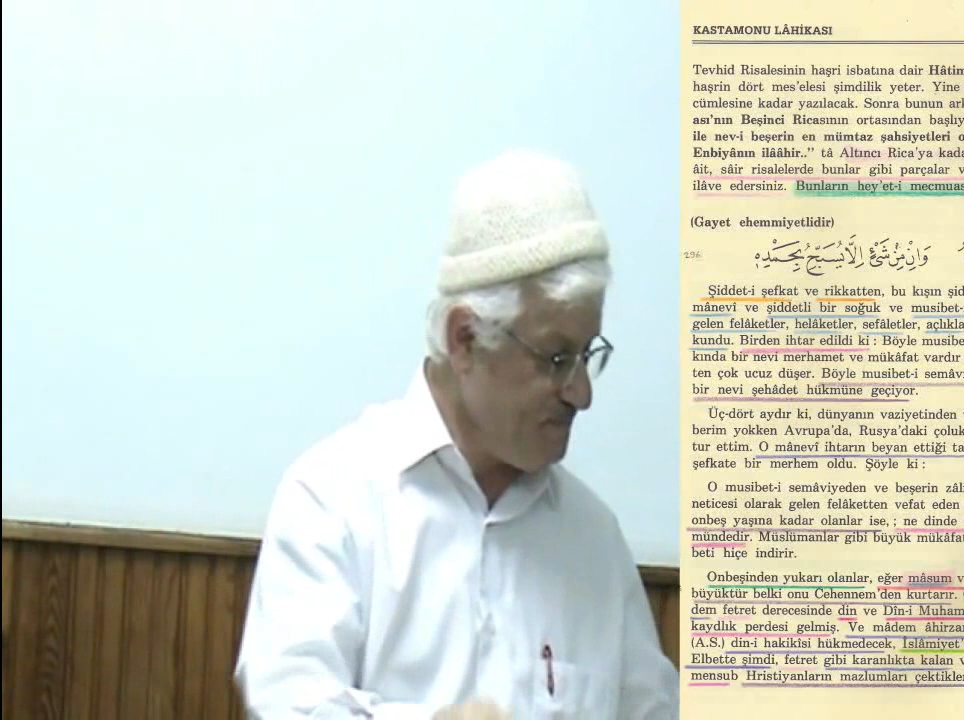 KASTAMONU LÂHİKASI
Tevhid Risalesinin haşri isbatına dair Hâtim
haşrin dört mes'elesi şimdilik yeter. Yine
cümlesine kadar yazılacak. Sonra bunun ar
ası'nın Beşinci Ricasının ortasından başlıy
ile nev-i beşerin en mümtaz şahsiyetleri o
Enbiyânın ilââhir.." tâ Altıncı Rica'ya kada
âit, sâir risalelerde bunlar gibi parçalar v
ilâve edersiniz. Bunların hey'et-i mecmuas
(Gayet ehemmiyetlidir)
296
وَاِنْ مِنْ شَيْءٍ اِلَّا يُسَبِّحُ بِحَمْدِهِ
Şiddet-i şefkat ve rikkatten, bu kışın şid
mânevî ve şiddetli bir soğuk ve musibet-
gelen felâketler, helâketler, sefâletler, açlıkla
kundu. Birden ihtar edildi ki : Böyle musibe
kında bir nevi merhamet ve mükâfat vardır
ten çok ucuz düşer. Böyle musibet-i semâv
bir nevi şehâdet hükmüne geçiyor.
Üç-dört aydır ki, dünyanın vaziyetinden
berim yokken Avrupa'da, Rusya'daki çoluk
tur ettim. O mânevî ihtarın beyan ettiği ta
şefkate bir merhem oldu. Şöyle ki :
O musibet-i semâviyeden ve beşerin zâli
neticesi olarak gelen felâketten vefat eden
onbeş yaşına kadar olanlar ise, ; ne dinde
mündedir. Müslümanlar gibi büyük mükâfa
beti hiçe indirir.
Onbeşinden yukarı olanlar, eğer mâsum v
büyüktür belki onu Cehennem'den kurtarır.
dem fetret derecesinde din ve Dîn-i Muham
kaydlık perdesi gelmiş. Ve mâdem âhirza
(A.S.) din-i hakikîsi hükmedecek, İslâmiyet'
Elbette şimdi, fetret gibi karanlıkta kalan v
mensub Hristiyanların mazlumları çektikler